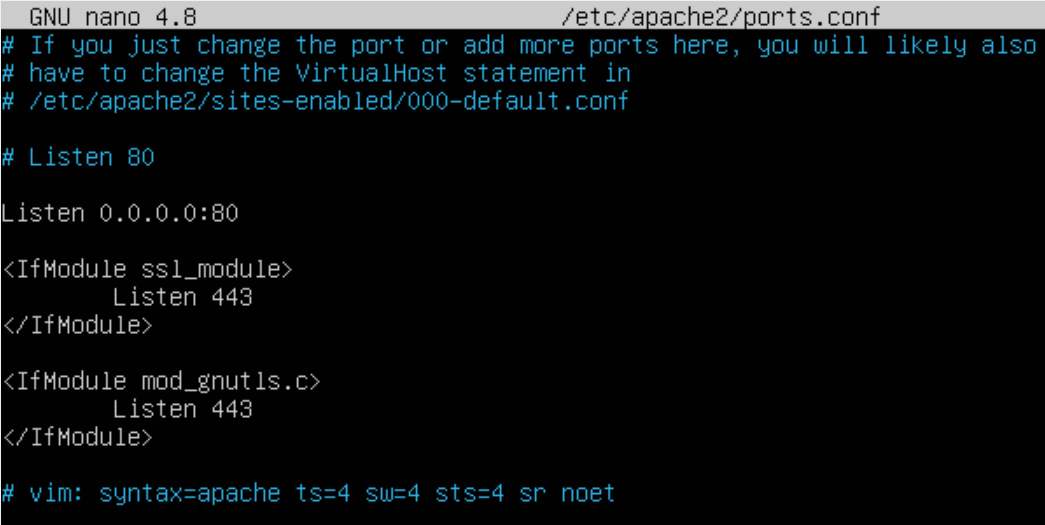 GNU nano 4.8 /etc/apache2/ports.conf
# If you just change the port or add more ports here, you will likely also
# have to change the VirtualHost statement in
# /etc/apache2/sites-enabled/000-default.conf
# Listen 80
Listen 0.0.0.0:80
<IfModule ssl_module>
        Listen 443
</IfModule>
<IfModule mod_gnutls.c>
        Listen 443
</IfModule>
# vim: syntax=apache ts=4 sw=4 sts=4 sr noet